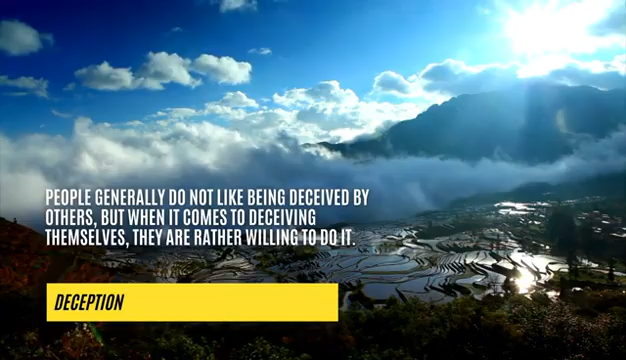 PEOPLE GENERALLY DO NOT LIKE BEING DECEIVED BY
OTHERS, BUT WHEN IT COMES TO DECEIVING
THEMSELVES, THEY ARE RATHER WILLING TO DO IT.
DECEPTION